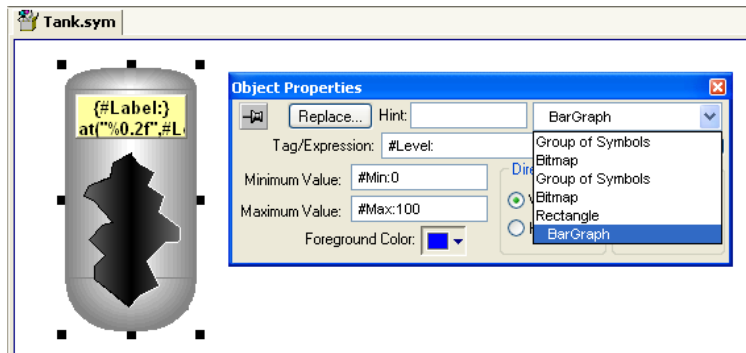 Tank.sym
{#Label:}
at("%0.2f",#L
Object Properties
Replace... Hint: BarGraph
Tag/Expression: #Level:
Group of Symbols
Bitmap
Group of Symbols
Bitmap
Rectangle
BarGraph
Minimum Value: #Min:0
Dire
Maximum Value: #Max:100
Foreground Color: